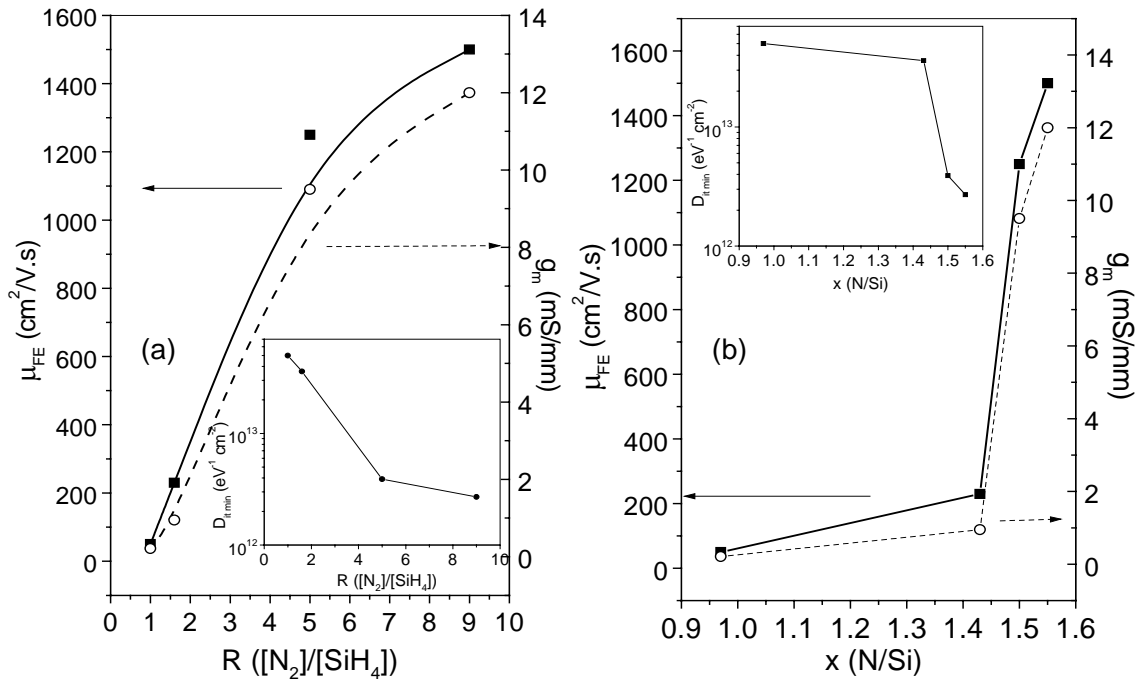 1600
1400
1200
1000
800
600
400
200
0
μFE (cm²/V.s)
14
12
10
8
6
4
2
0
gm (mS/mm)
(a)
10¹³
10¹²
Dit min (eV⁻¹ cm⁻²)
0 2 4 6 8 10
R ([N₂]/[SiH₄])
0 1 2 3 4 5 6 7 8 9 10
R ([N₂]/[SiH₄])
1600
1400
1200
1000
800
600
400
200
0
μFE (cm²/V.s)
10¹³
10¹²
Dit min (eV⁻¹ cm⁻²)
0.9 1.0 1.1 1.2 1.3 1.4 1.5 1.6
x (N/Si)
14
12
10
8
6
4
2
0
gm (mS/mm)
(b)
0.9 1.0 1.1 1.2 1.3 1.4 1.5 1.6
x (N/Si)